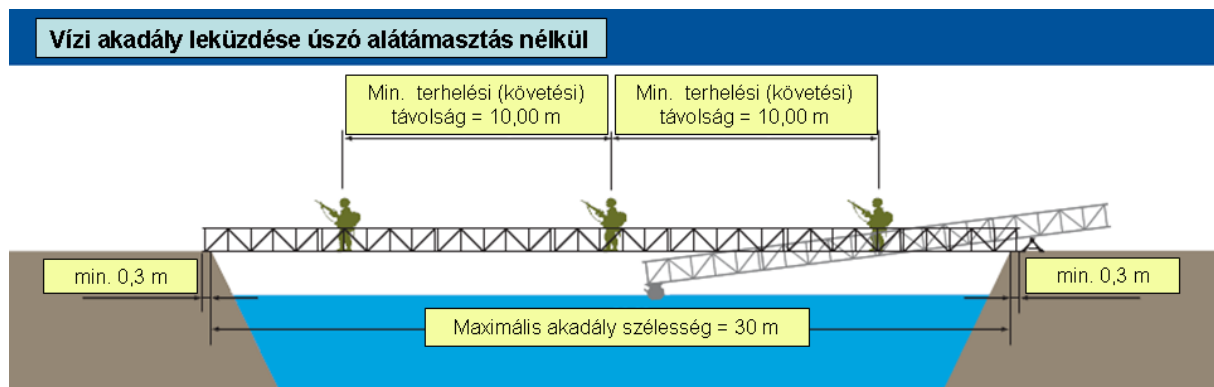 Vízi akadály leküzdése úszó alátámasztás nélkül
Min. terhelési (követési)
távolság = 10,00 m
Min. terhelési (követési)
távolság = 10,00 m
min. 0,3 m
min. 0,3 m
Maximális akadály szélesség = 30 m